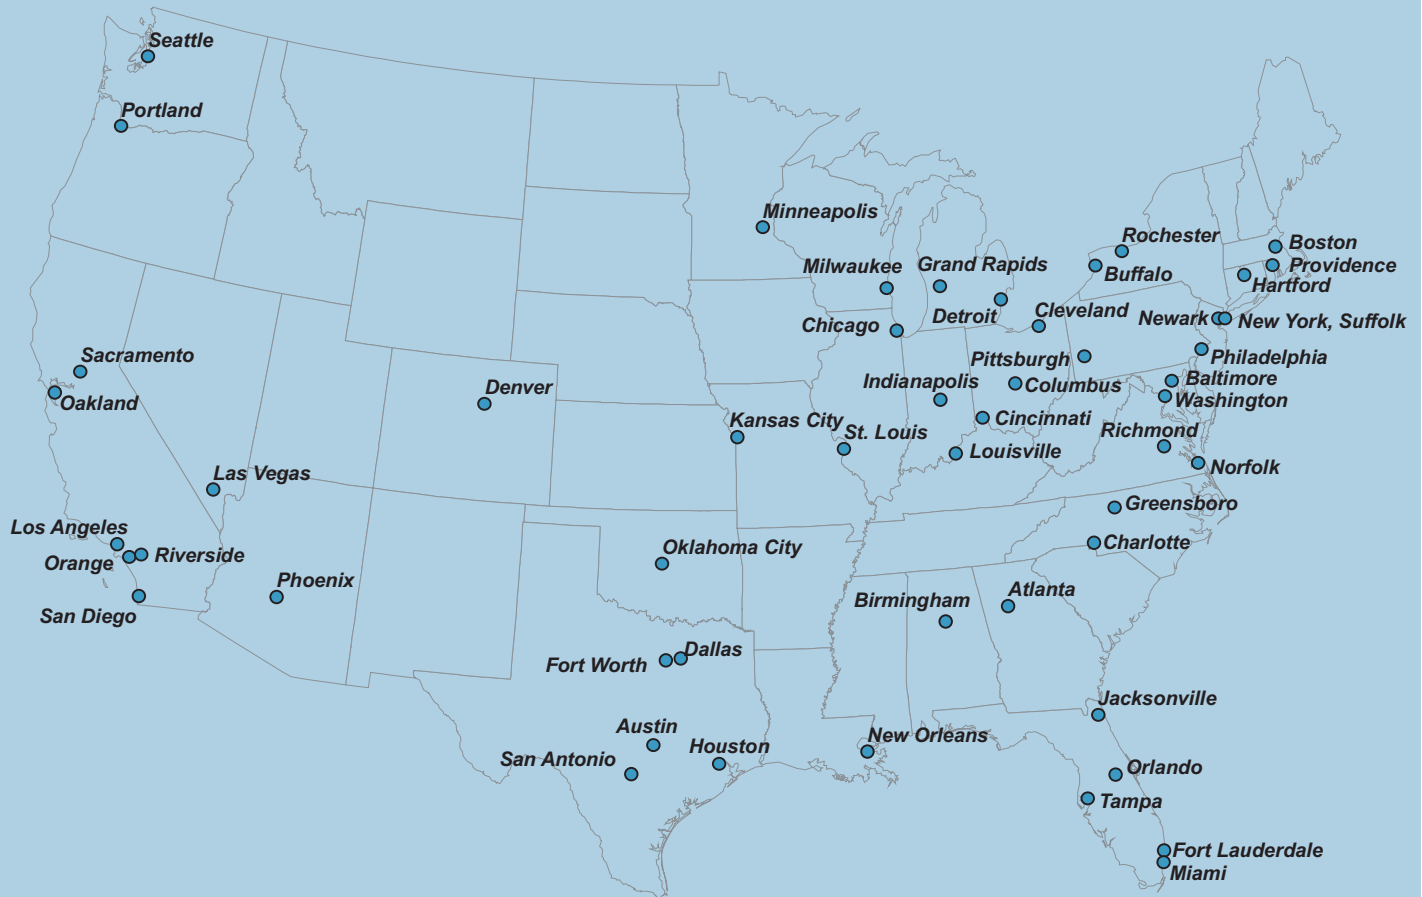 Seattle
Portland
Minneapolis
Rochester
Boston
Milwaukee
Grand Rapids
Buffalo
Providence
Hartford
Chicago
Detroit
Cleveland
Newark
New York, Suffolk
Sacramento
Pittsburgh
Philadelphia
Oakland
Denver
Indianapolis
Columbus
Baltimore
Washington
Kansas City
St. Louis
Cincinnati
Richmond
Louisville
Norfolk
Las Vegas
Greensboro
Los Angeles
Orange
Riverside
Oklahoma City
Charlotte
Phoenix
San Diego
Birmingham
Atlanta
Fort Worth
Dallas
Jacksonville
Austin
San Antonio
Houston
New Orleans
Orlando
Tampa
Fort Lauderdale
Miami